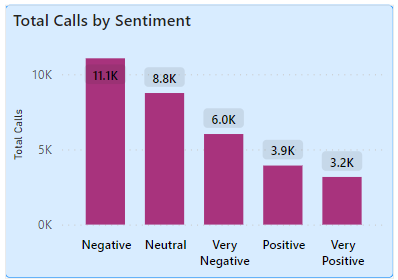 Total Calls by Sentiment
Total Calls
10K
5K
0K
11.1K
8.8K
6.0K
3.9K
3.2K
Negative
Neutral
Very
Negative
Positive
Very
Positive